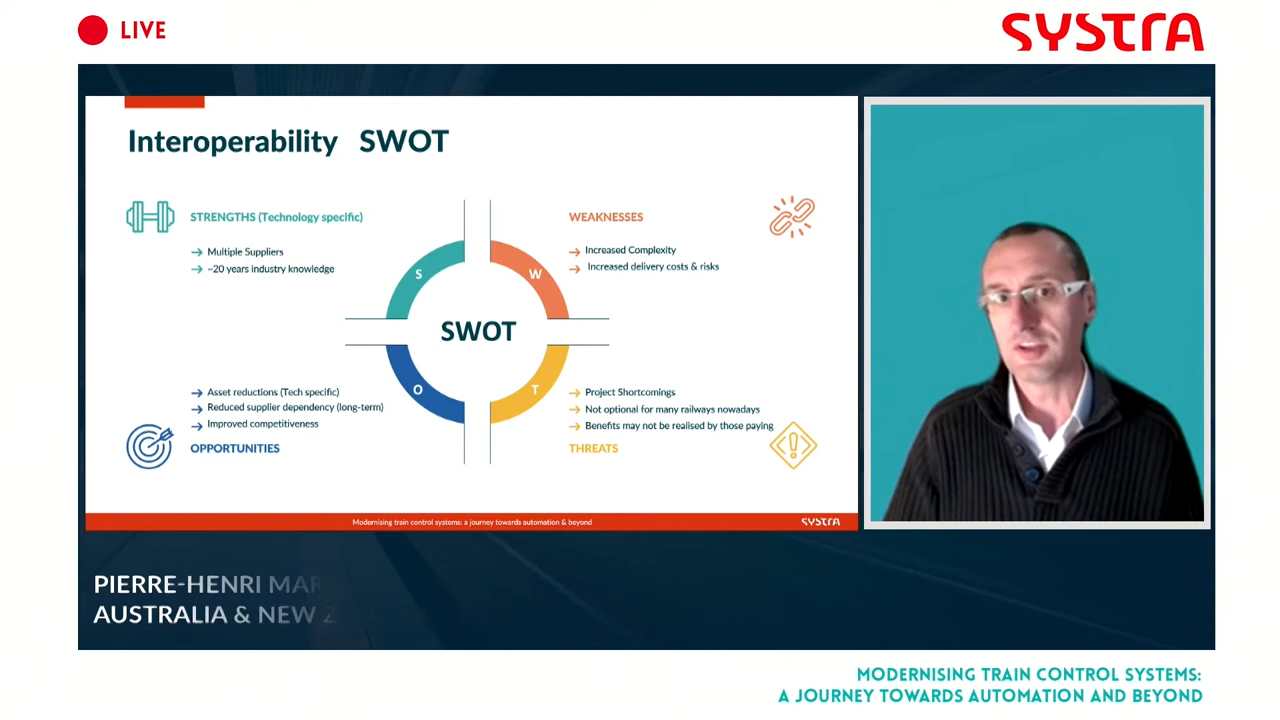 LIVE
SYSTRA
Interoperability SWOT
STRENGTHS (Technology specific)
Multiple Suppliers
~20 years industry knowledge
WEAKNESSES
Increased Complexity
Increased delivery costs & risks
S
W
SWOT
O
T
Asset reductions (Tech specific)
Reduced supplier dependency (long-term)
Improved competitiveness
OPPORTUNITIES
Project Shortcomings
Not optional for many railways nowadays
Benefits may not be realised by those paying
THREATS
Modernising train control systems: a journey towards automation & beyond
SYSTRA
PIERRE-HENRI MAR
AUSTRALIA & NEW Z
MODERNISING TRAIN CONTROL SYSTEMS:
A JOURNEY TOWARDS AUTOMATION AND BEYOND